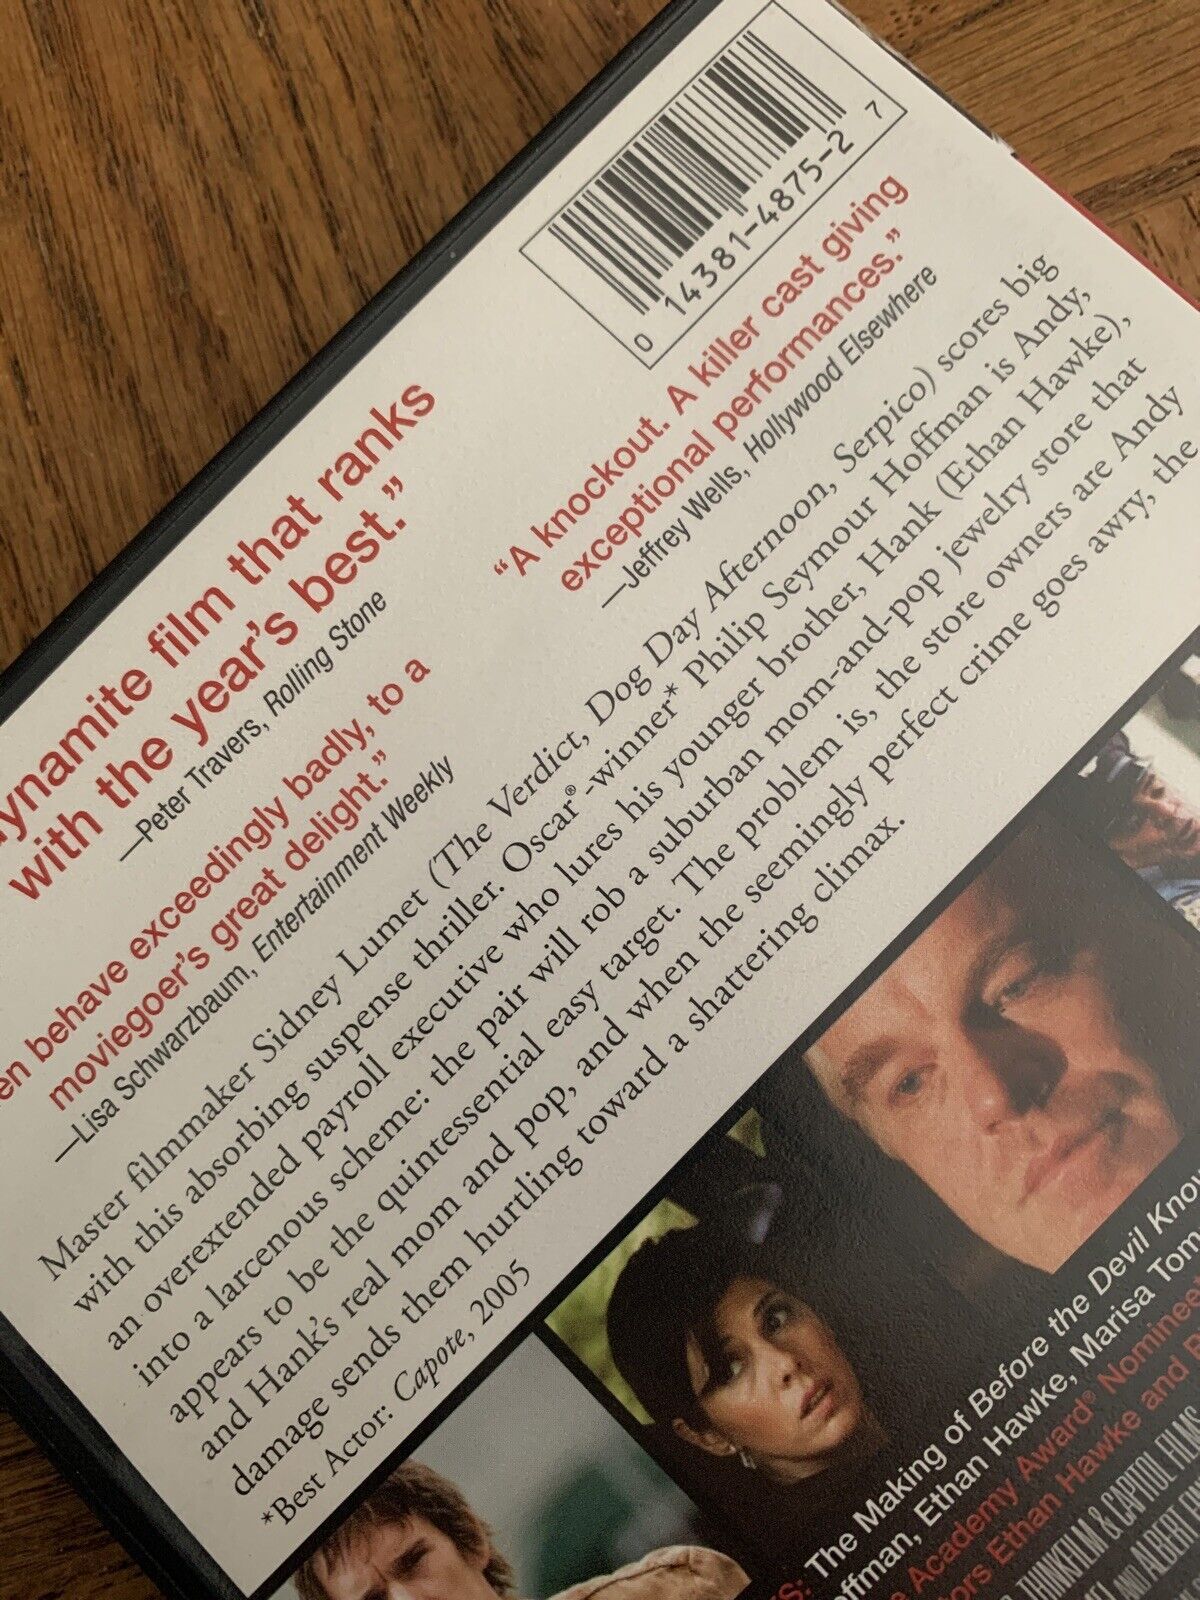 0 14381-4875-2 7
dynamite film that ranks
with the year's best."
—Peter Travers, Rolling Stone
behave exceedingly badly, to a
moviegoer's great delight."
—Lisa Schwarzbaum, Entertainment Weekly
"A knockout. A killer cast giving
exceptional performances."
—Jeffrey Wells, Hollywood Elsewhere
Master filmmaker Sidney Lumet (The Verdict, Dog Day Afternoon, Serpico) scores big
with this absorbing suspense thriller. Oscar®-winner* Philip Seymour Hoffman is Andy,
an overextended payroll executive who lures his younger brother, Hank (Ethan Hawke),
into a larcenous scheme: the pair will rob a suburban mom-and-pop jewelry store that
appears to be the quintessential easy target. The problem is, the store owners are Andy
and Hank's real mom and pop, and when the seemingly perfect crime goes awry, the
damage sends them hurtling toward a shattering climax.
*Best Actor: Capote, 2005
The Making of Before the Devil Know
Ethan Hawke, Marisa Tom
Academy Award® Nominee
Ethan Hawke and
THINKFILM & CAPITOL FILMS
AND ALBERT